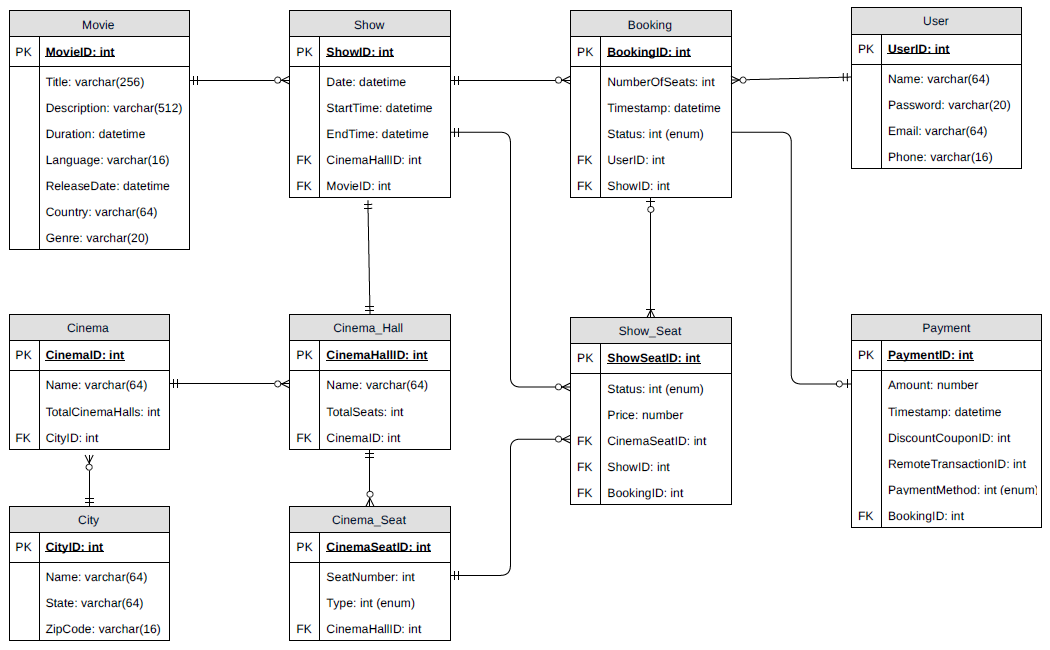 Movie
PK MovieID: int
Title: varchar(256)
Description: varchar(512)
Duration: datetime
Language: varchar(16)
ReleaseDate: datetime
Country: varchar(64)
Genre: varchar(20)
Show
PK ShowID: int
Date: datetime
StartTime: datetime
EndTime: datetime
FK CinemaHallID: int
FK MovieID: int
Booking
PK BookingID: int
NumberOfSeats: int
Timestamp: datetime
Status: int (enum)
FK UserID: int
FK ShowID: int
User
PK UserID: int
Name: varchar(64)
Password: varchar(20)
Email: varchar(64)
Phone: varchar(16)
Cinema
PK CinemaID: int
Name: varchar(64)
TotalCinemaHalls: int
FK CityID: int
Cinema_Hall
PK CinemaHallID: int
Name: varchar(64)
TotalSeats: int
FK CinemaID: int
Show_Seat
PK ShowSeatID: int
Status: int (enum)
Price: number
FK CinemaSeatID: int
FK ShowID: int
FK BookingID: int
Payment
PK PaymentID: int
Amount: number
Timestamp: datetime
DiscountCouponID: int
RemoteTransactionID: int
PaymentMethod: int (enum)
FK BookingID: int
City
PK CityID: int
Name: varchar(64)
State: varchar(64)
ZipCode: varchar(16)
Cinema_Seat
PK CinemaSeatID: int
SeatNumber: int
Type: int (enum)
FK CinemaHallID: int